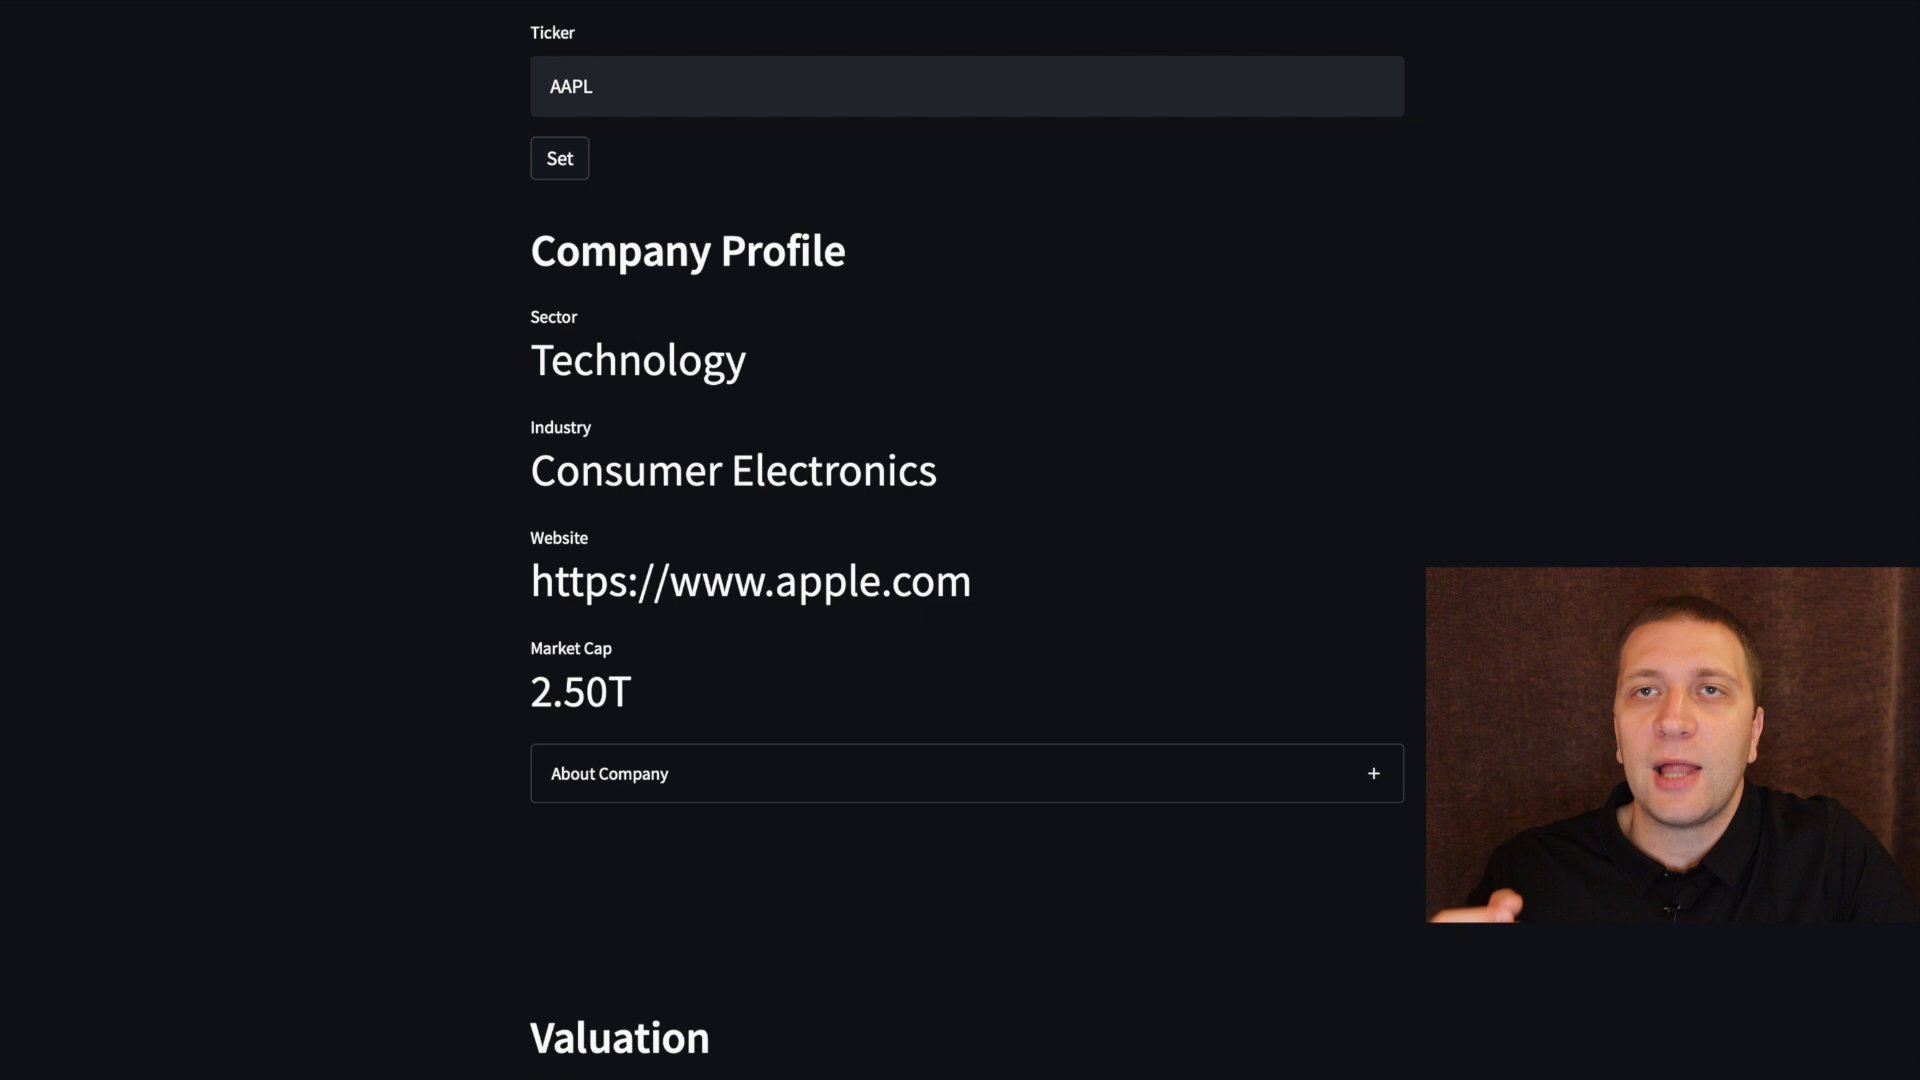 Ticker
AAPL
Set
Company Profile
Sector
Technology
Industry
Consumer Electronics
Website
https://www.apple.com
Market Cap
2.50T
About Company +
Valuation